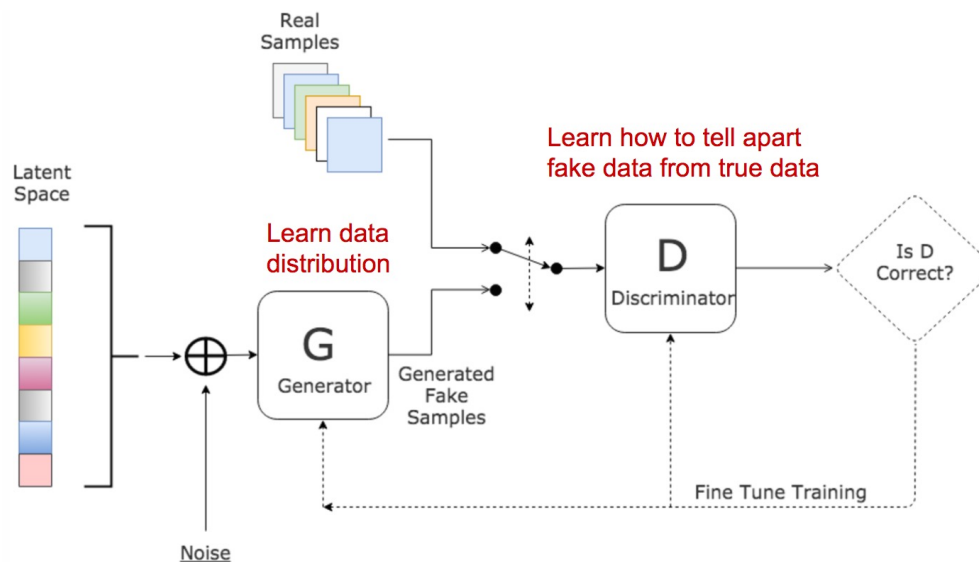 Real
Samples
Learn how to tell apart
fake data from true data
Latent
Space
Learn data
distribution
Is D
Correct?
D
Discriminator
G
Generator
Generated
Fake
Samples
Fine Tune Training
Noise